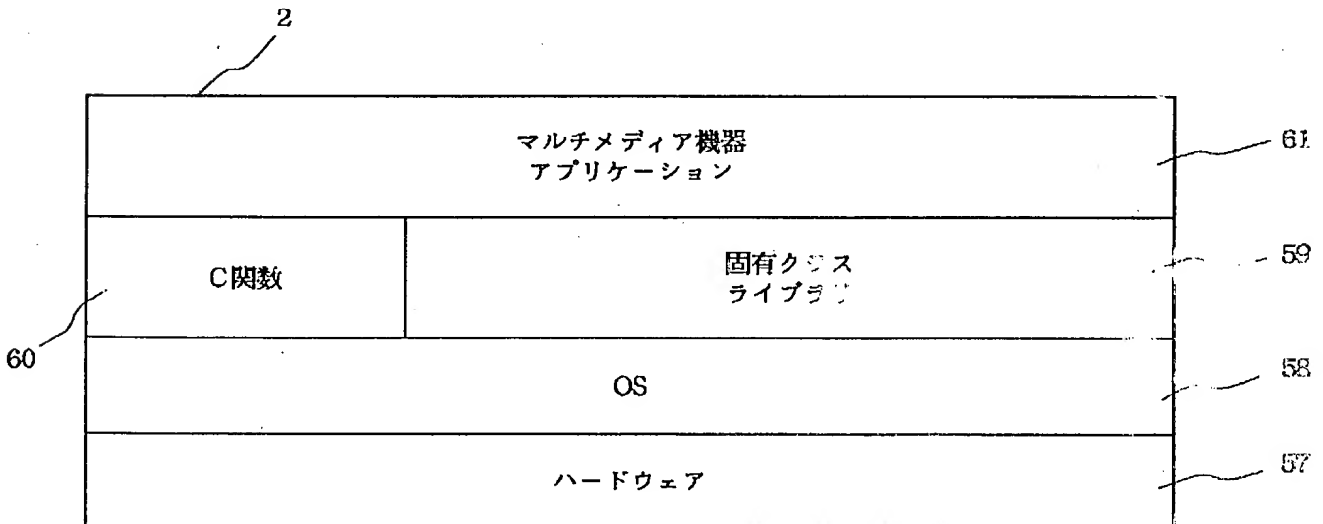 2
マルチメディア機器
アプリケーション
61
C関数
固有クラス
ライブラリ
59
60
OS
58
ハードウェア
57